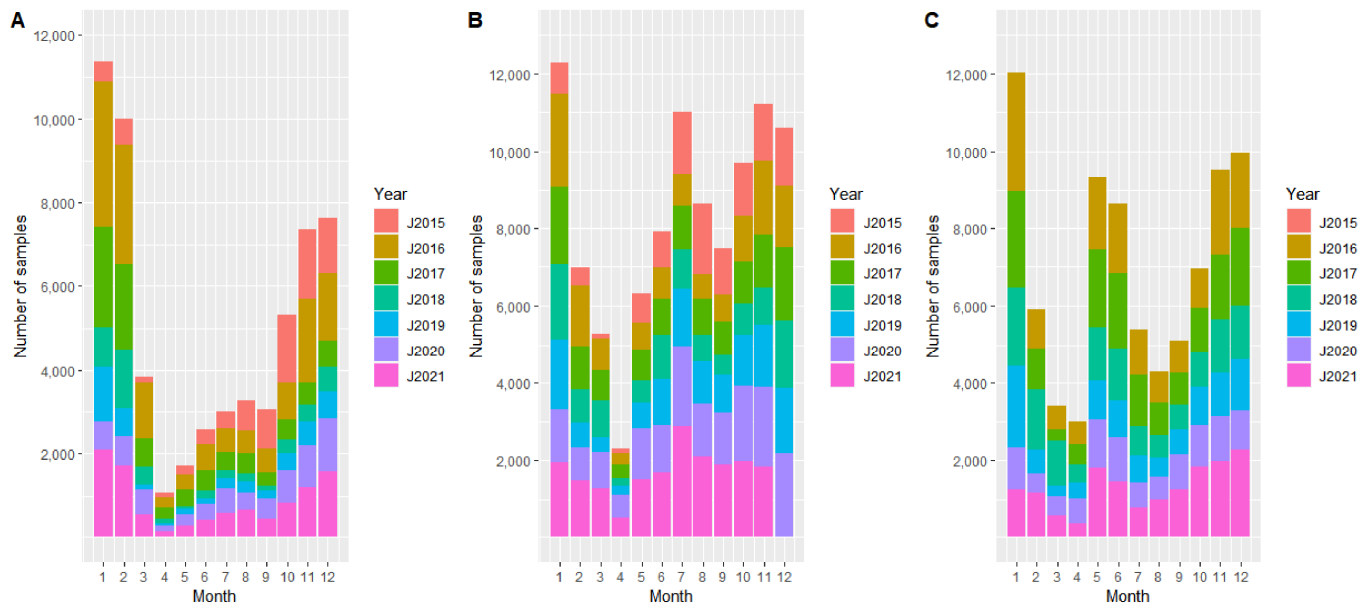 A
12,000
10,000
8,000
6,000
4,000
2,000
Number of samples
1 2 3 4 5 6 7 8 9 10 11 12
Month
Year
J2015
J2016
J2017
J2018
J2019
J2020
J2021
B
12,000
10,000
8,000
6,000
4,000
2,000
Number of samples
1 2 3 4 5 6 7 8 9 10 11 12
Month
Year
J2015
J2016
J2017
J2018
J2019
J2020
J2021
C
12,000
10,000
8,000
6,000
4,000
2,000
Number of samples
1 2 3 4 5 6 7 8 9 10 11 12
Month
Year
J2015
J2016
J2017
J2018
J2019
J2020
J2021